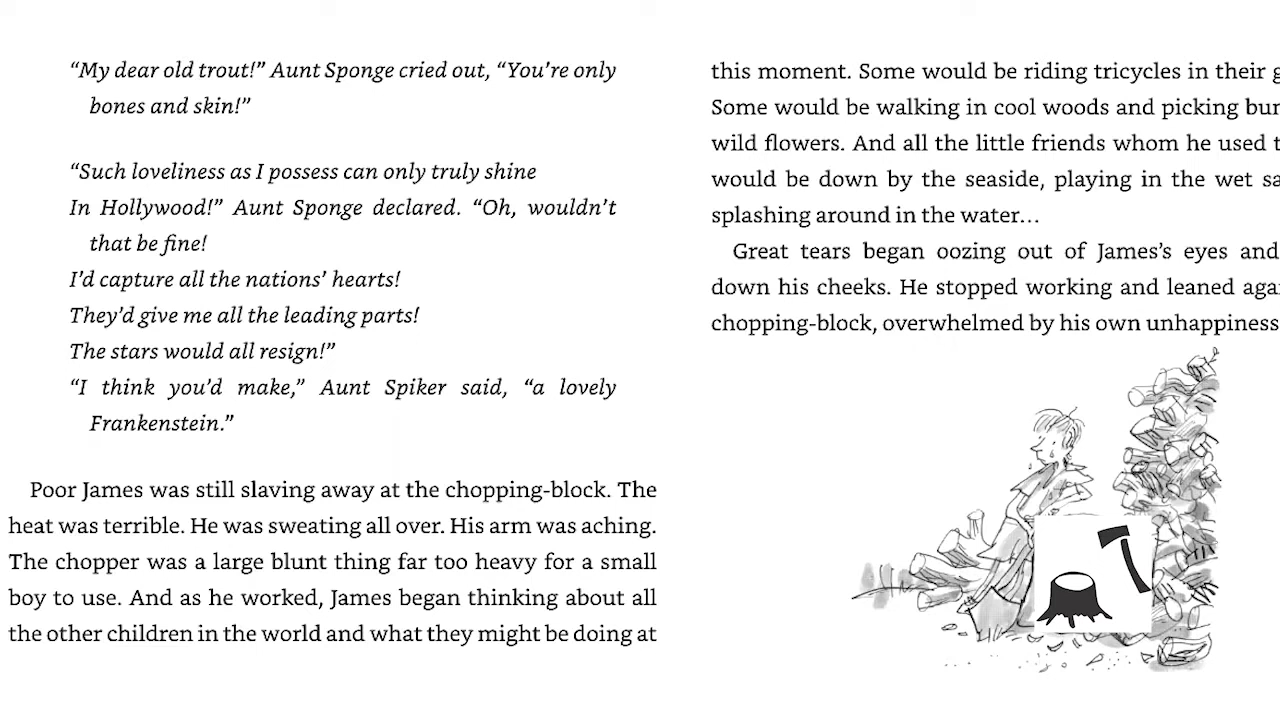 “My dear old trout!” Aunt Sponge cried out, “You’re only
bones and skin!”
“Such loveliness as I possess can only truly shine
In Hollywood!” Aunt Sponge declared. “Oh, wouldn’t
that be fine!
I’d capture all the nations’ hearts!
They’d give me all the leading parts!
The stars would all resign!”
“I think you’d make,” Aunt Spiker said, “a lovely
Frankenstein.”
Poor James was still slaving away at the chopping-block. The
heat was terrible. He was sweating all over. His arm was aching.
The chopper was a large blunt thing far too heavy for a small
boy to use. And as he worked, James began thinking about all
the other children in the world and what they might be doing at
this moment. Some would be riding tricycles in their
Some would be walking in cool woods and picking
wild flowers. And all the little friends whom he used
would be down by the seaside, playing in the wet
splashing around in the water…
Great tears began oozing out of James’s eyes and
down his cheeks. He stopped working and leaned
chopping-block, overwhelmed by his own unhappiness